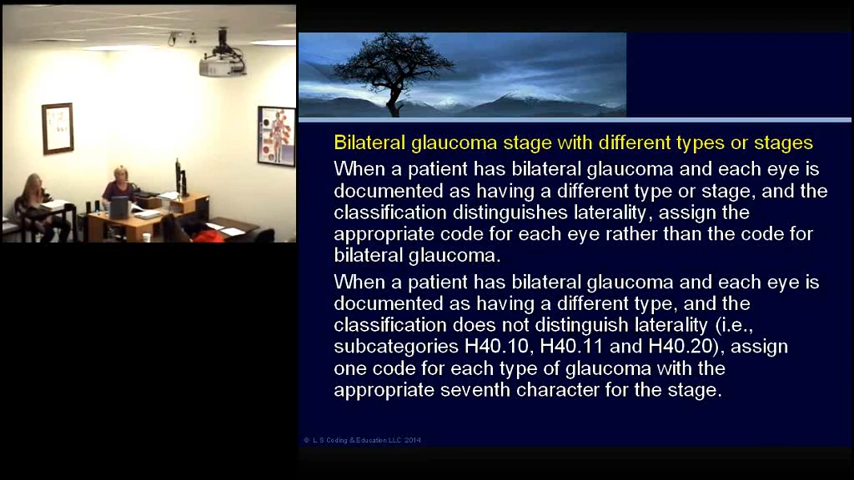 Bilateral glaucoma stage with different types or stages
When a patient has bilateral glaucoma and each eye is
documented as having a different type or stage, and the
classification distinguishes laterality, assign the
appropriate code for each eye rather than the code for
bilateral glaucoma.
When a patient has bilateral glaucoma and each eye is
documented as having a different type, and the
classification does not distinguish laterality (i.e.,
subcategories H40.10, H40.11 and H40.20), assign
one code for each type of glaucoma with the
appropriate seventh character for the stage.
© L S Coding & Education LLC 2014